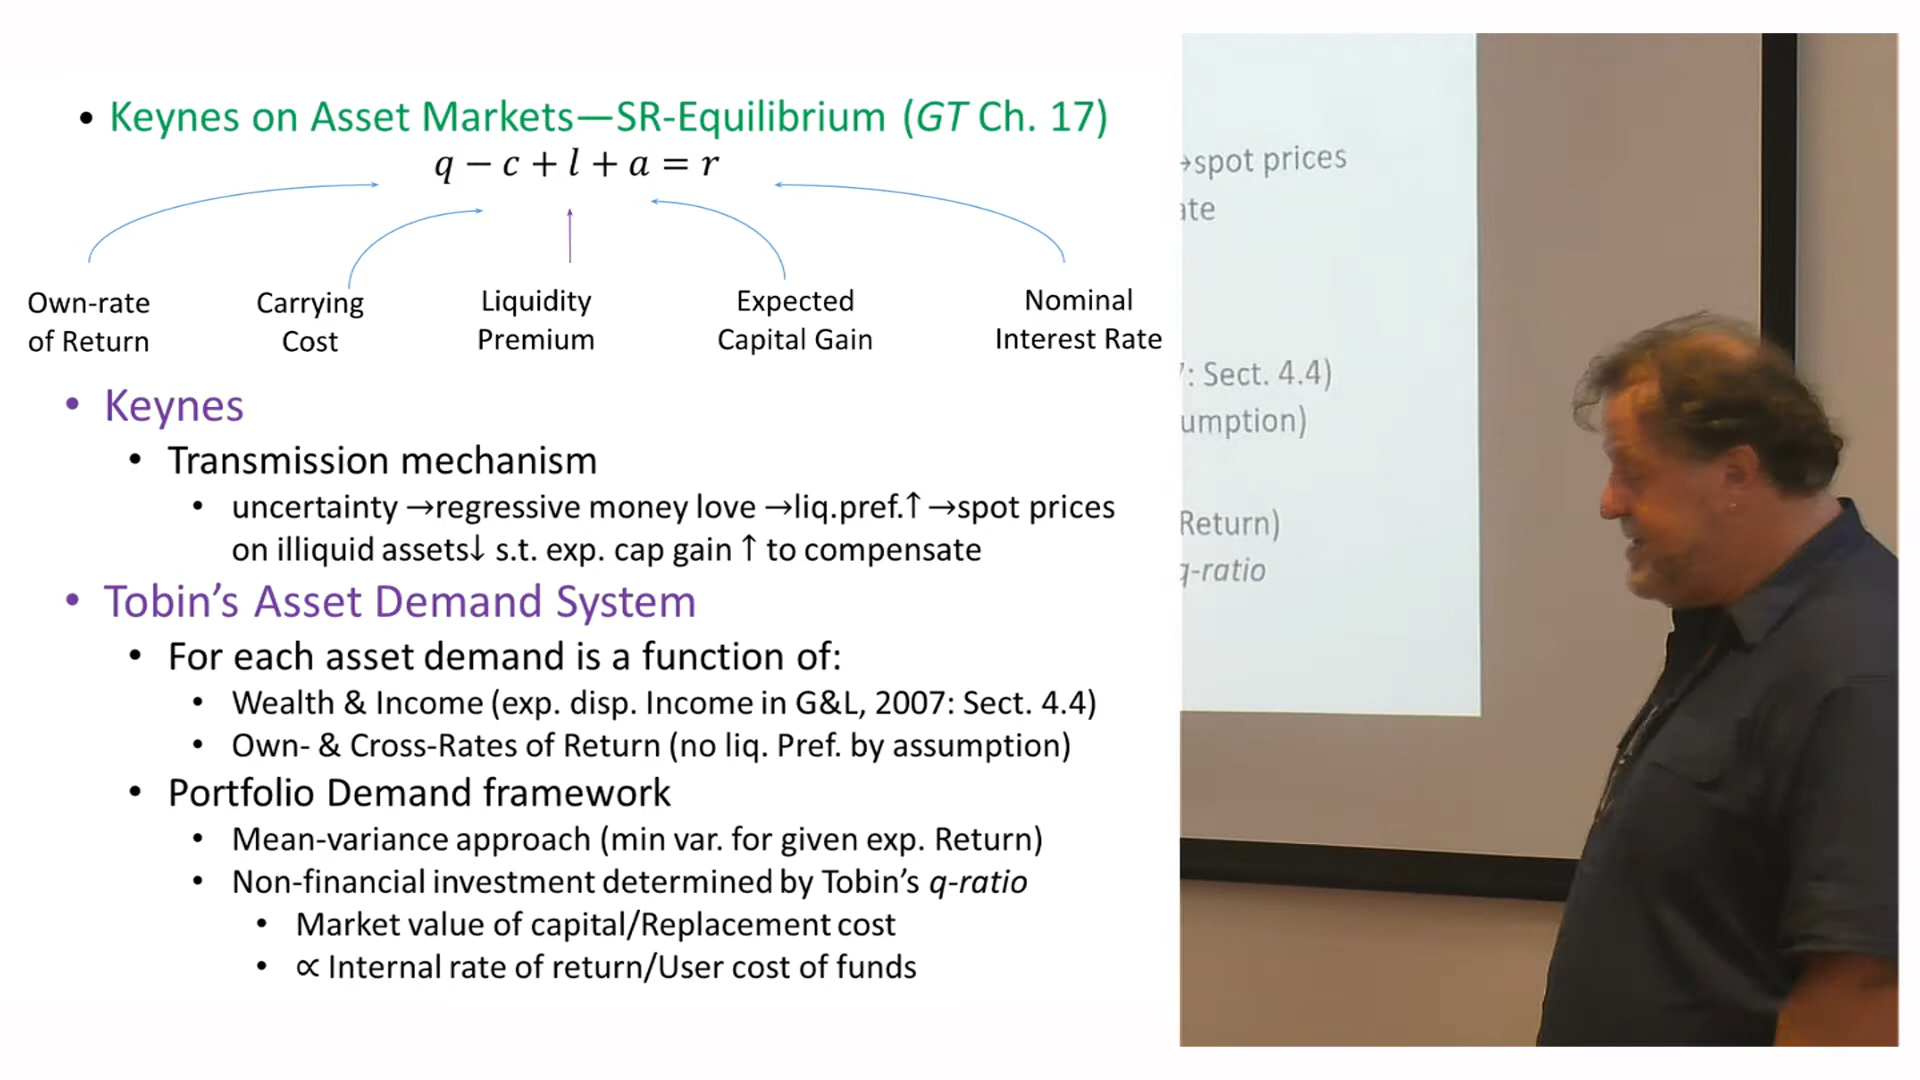 • Keynes on Asset Markets—SR-Equilibrium (GT Ch. 17)
q − c + l + a = r
Own-rate of Return
Carrying Cost
Liquidity Premium
Expected Capital Gain
Nominal Interest Rate
• Keynes
• Transmission mechanism
• uncertainty →regressive money love →liq.pref.↑ →spot prices
on illiquid assets↓ s.t. exp. cap gain ↑ to compensate
• Tobin’s Asset Demand System
• For each asset demand is a function of:
• Wealth & Income (exp. disp. Income in G&L, 2007: Sect. 4.4)
• Own- & Cross-Rates of Return (no liq. Pref. by assumption)
• Portfolio Demand framework
• Mean-variance approach (min var. for given exp. Return)
• Non-financial investment determined by Tobin’s q-ratio
• Market value of capital/Replacement cost
• ∝ Internal rate of return/User cost of funds
→spot prices
ate
: Sect. 4.4)
umption)
Return)
q-ratio